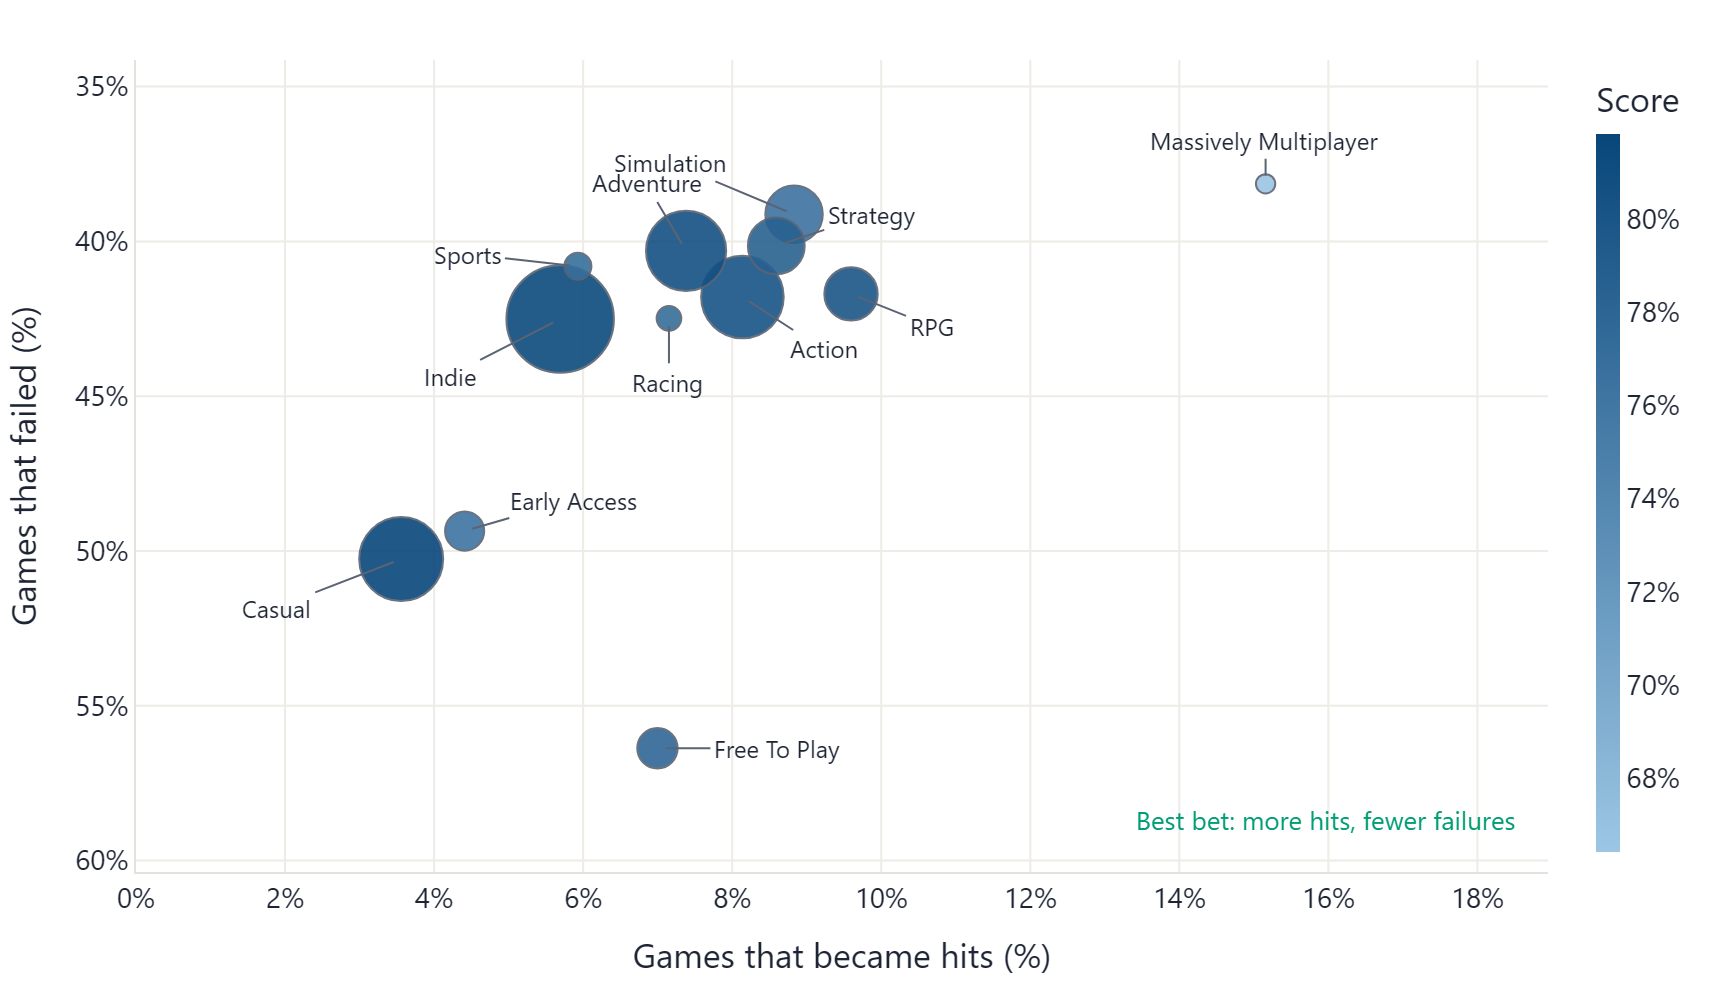 Score
35%
40%
45%
50%
55%
60%
Games that failed (%)
Massively Multiplayer
Simulation
Adventure
Strategy
Sports
RPG
Action
Indie
Racing
Early Access
Casual
Free To Play
Best bet: more hits, fewer failures
80%
78%
76%
74%
72%
70%
68%
0%
2%
4%
6%
8%
10%
12%
14%
16%
18%
Games that became hits (%)